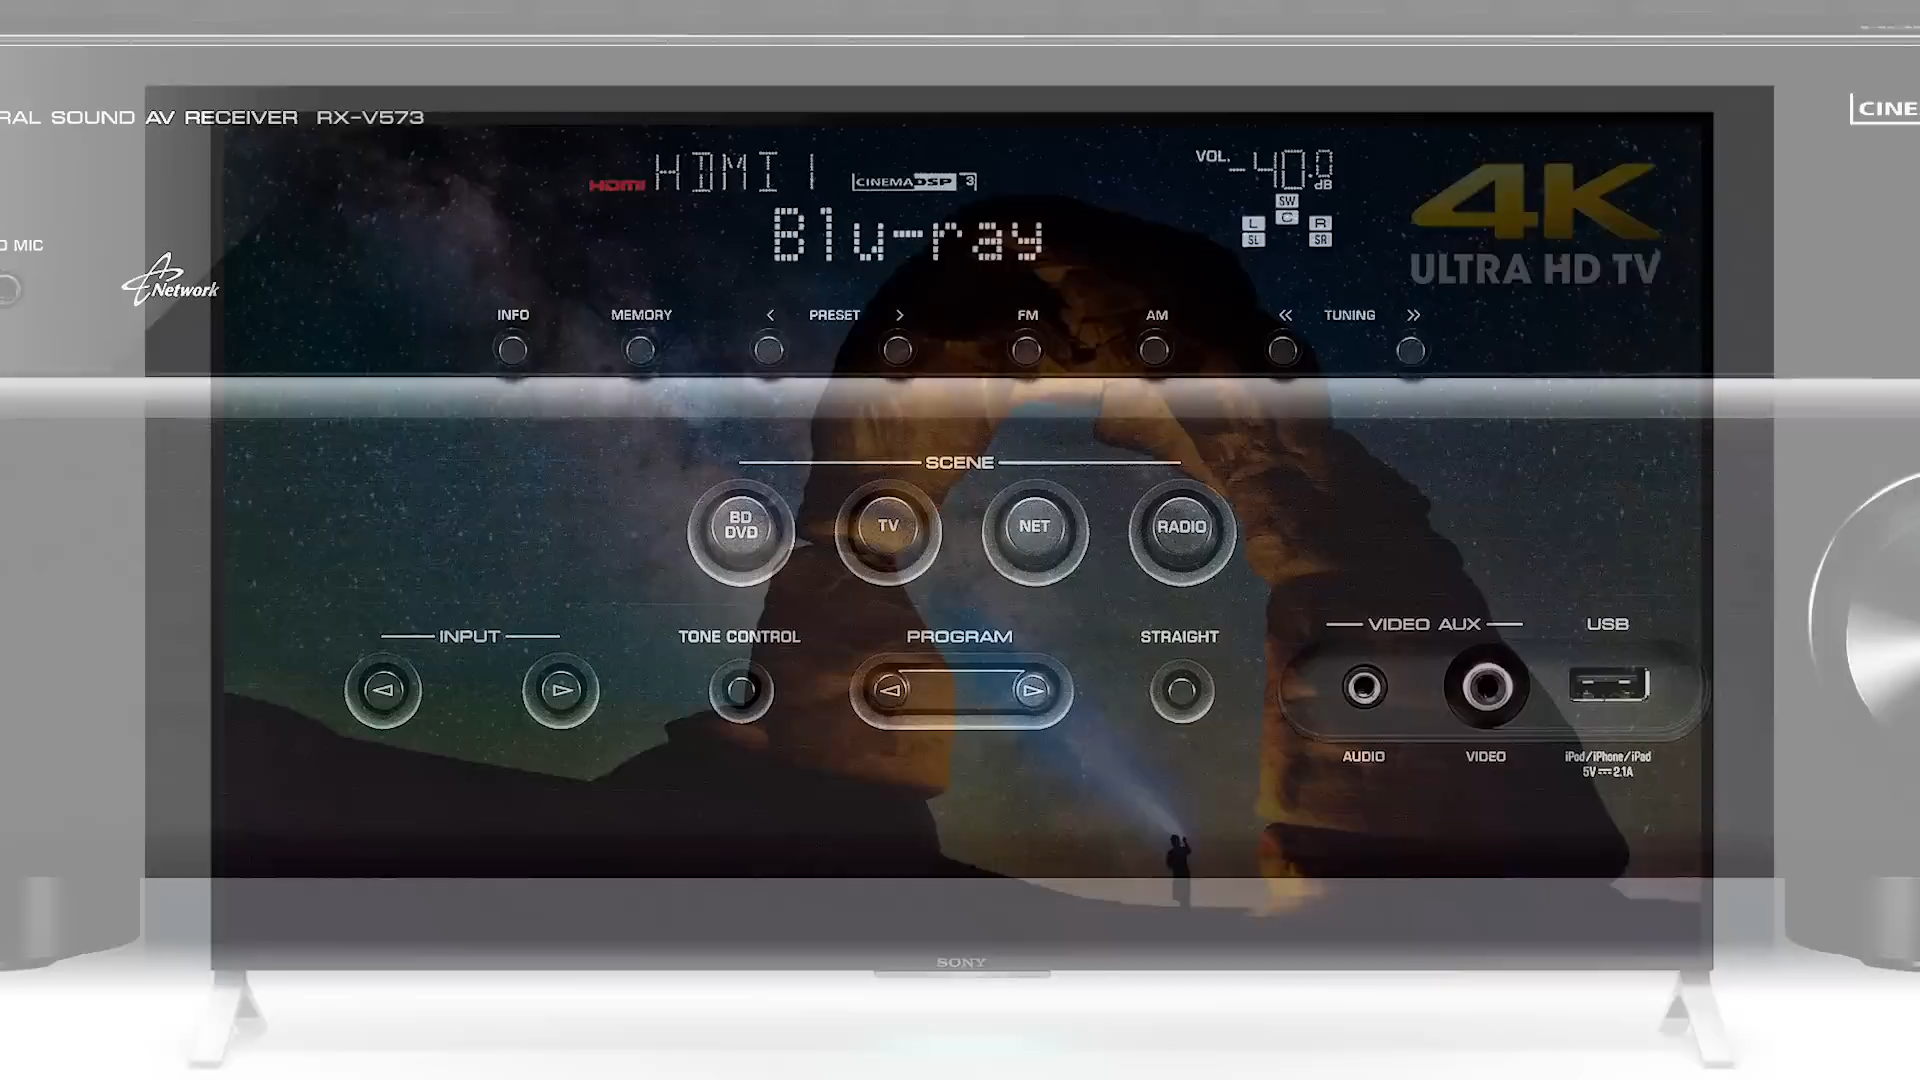 RAL SOUND AV RECEIVER RX-V573
CINE
HDMI HDMI 1 CINEMA DSP 3
VOL. -40.0 dB
SW
L C R
SL SR
Blu-ray
4K
ULTRA HD TV
O MIC
Network
INFO MEMORY < PRESET > FM AM << TUNING >>
SCENE
BD DVD TV NET RADIO
INPUT TONE CONTROL PROGRAM STRAIGHT VIDEO AUX USB
AUDIO VIDEO iPod/iPhone/iPad
5V 2.1A
SONY